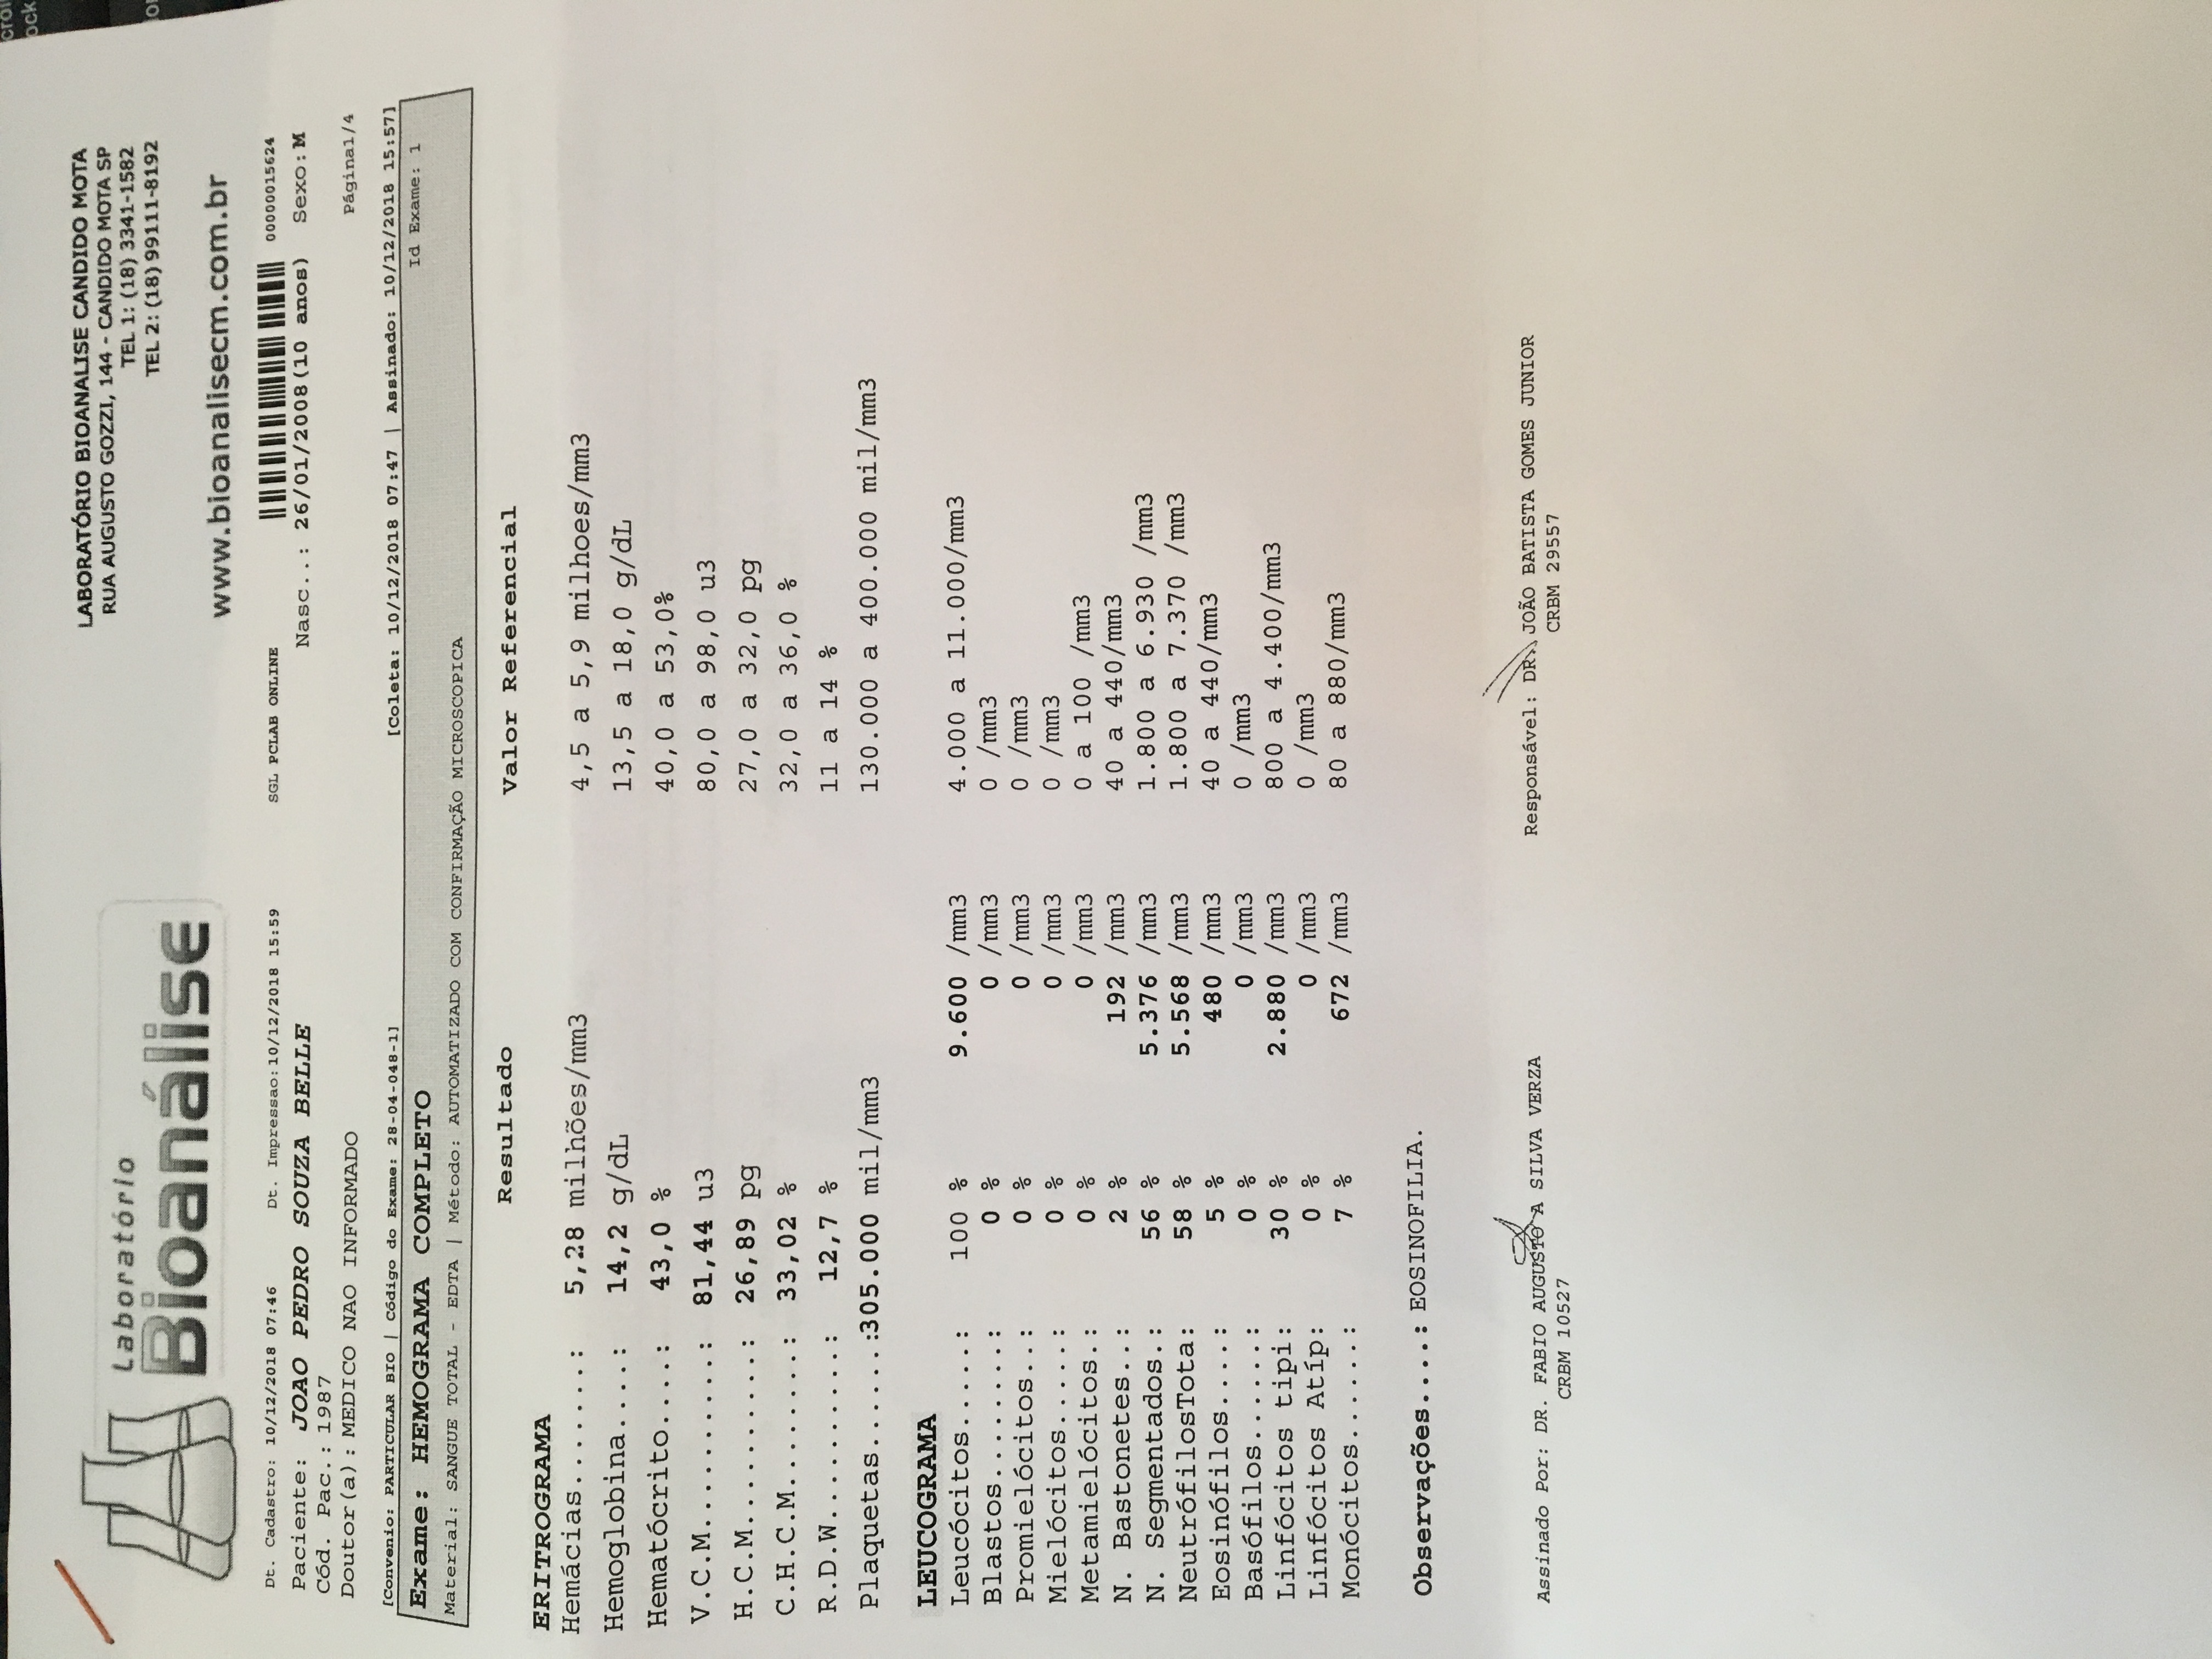 Laboratório
Bioanálise
LABORATÓRIO BIOANALISE CANDIDO MOTA
RUA AUGUSTO GOZZI, 144 - CANDIDO MOTA SP
TEL 1: (18) 3341-1582
TEL 2: (18) 99111-8192
www.bioanalisecm.com.br
Dt. Cadastro: 10/12/2018 07:46 Dt. Impressao: 10/12/2018 15:59 SGL PCLAB ONLINE 00000015624
Paciente: JOAO PEDRO SOUZA BELLE Nasc..: 26/01/2008 (10 anos) Sexo: M
Cód. Pac.: 1987
Doutor(a): MEDICO NAO INFORMADO Página1/4
[Convenio: PARTICULAR BIO | Código do Exame: 28-04-048-1] [Coleta: 10/12/2018 07:47 | Assinado: 10/12/2018 15:57]
Exame: HEMOGRAMA COMPLETO Id Exame: 1
Material: SANGUE TOTAL - EDTA | Método: AUTOMATIZADO COM CONFIRMAÇÃO MICROSCOPICA
Resultado Valor Referencial
ERITROGRAMA
Hemácias.......: 5,28 milhões/mm3 4,5 a 5,9 milhoes/mm3
Hemoglobina....: 14,2 g/dL 13,5 a 18,0 g/dL
Hematócrito....: 43,0 % 40,0 a 53,0%
V.C.M..........: 81,44 u3 80,0 a 98,0 u3
H.C.M..........: 26,89 pg 27,0 a 32,0 pg
C.H.C.M........: 33,02 % 32,0 a 36,0 %
R.D.W..........: 12,7 % 11 a 14 %
Plaquetas......:305.000 mil/mm3 130.000 a 400.000 mil/mm3
LEUCOGRAMA
Leucócitos.....: 100 % 9.600 /mm3 4.000 a 11.000/mm3
Blastos........: 0 % 0 /mm3 0 /mm3
Promielócitos..: 0 % 0 /mm3 0 /mm3
Mielócitos.....: 0 % 0 /mm3 0 /mm3
Metamielócitos.: 0 % 0 /mm3 0 a 100 /mm3
N. Bastonetes..: 2 % 192 /mm3 40 a 440/mm3
N. Segmentados.: 56 % 5.376 /mm3 1.800 a 6.930 /mm3
NeutrófilosTota: 58 % 5.568 /mm3 1.800 a 7.370 /mm3
Eosinófilos....: 5 % 480 /mm3 40 a 440/mm3
Basófilos......: 0 % 0 /mm3 0 /mm3
Linfócitos tipi: 30 % 2.880 /mm3 800 a 4.400/mm3
Linfócitos Atíp: 0 % 0 /mm3 0 /mm3
Monócitos......: 7 % 672 /mm3 80 a 880/mm3
Observações....: EOSINOFILIA.
Assinado Por: DR. FABIO AUGUSTO A SILVA VERZA Responsável: DR. JOÃO BATISTA GOMES JUNIOR
CRBM 10527 CRBM 29557